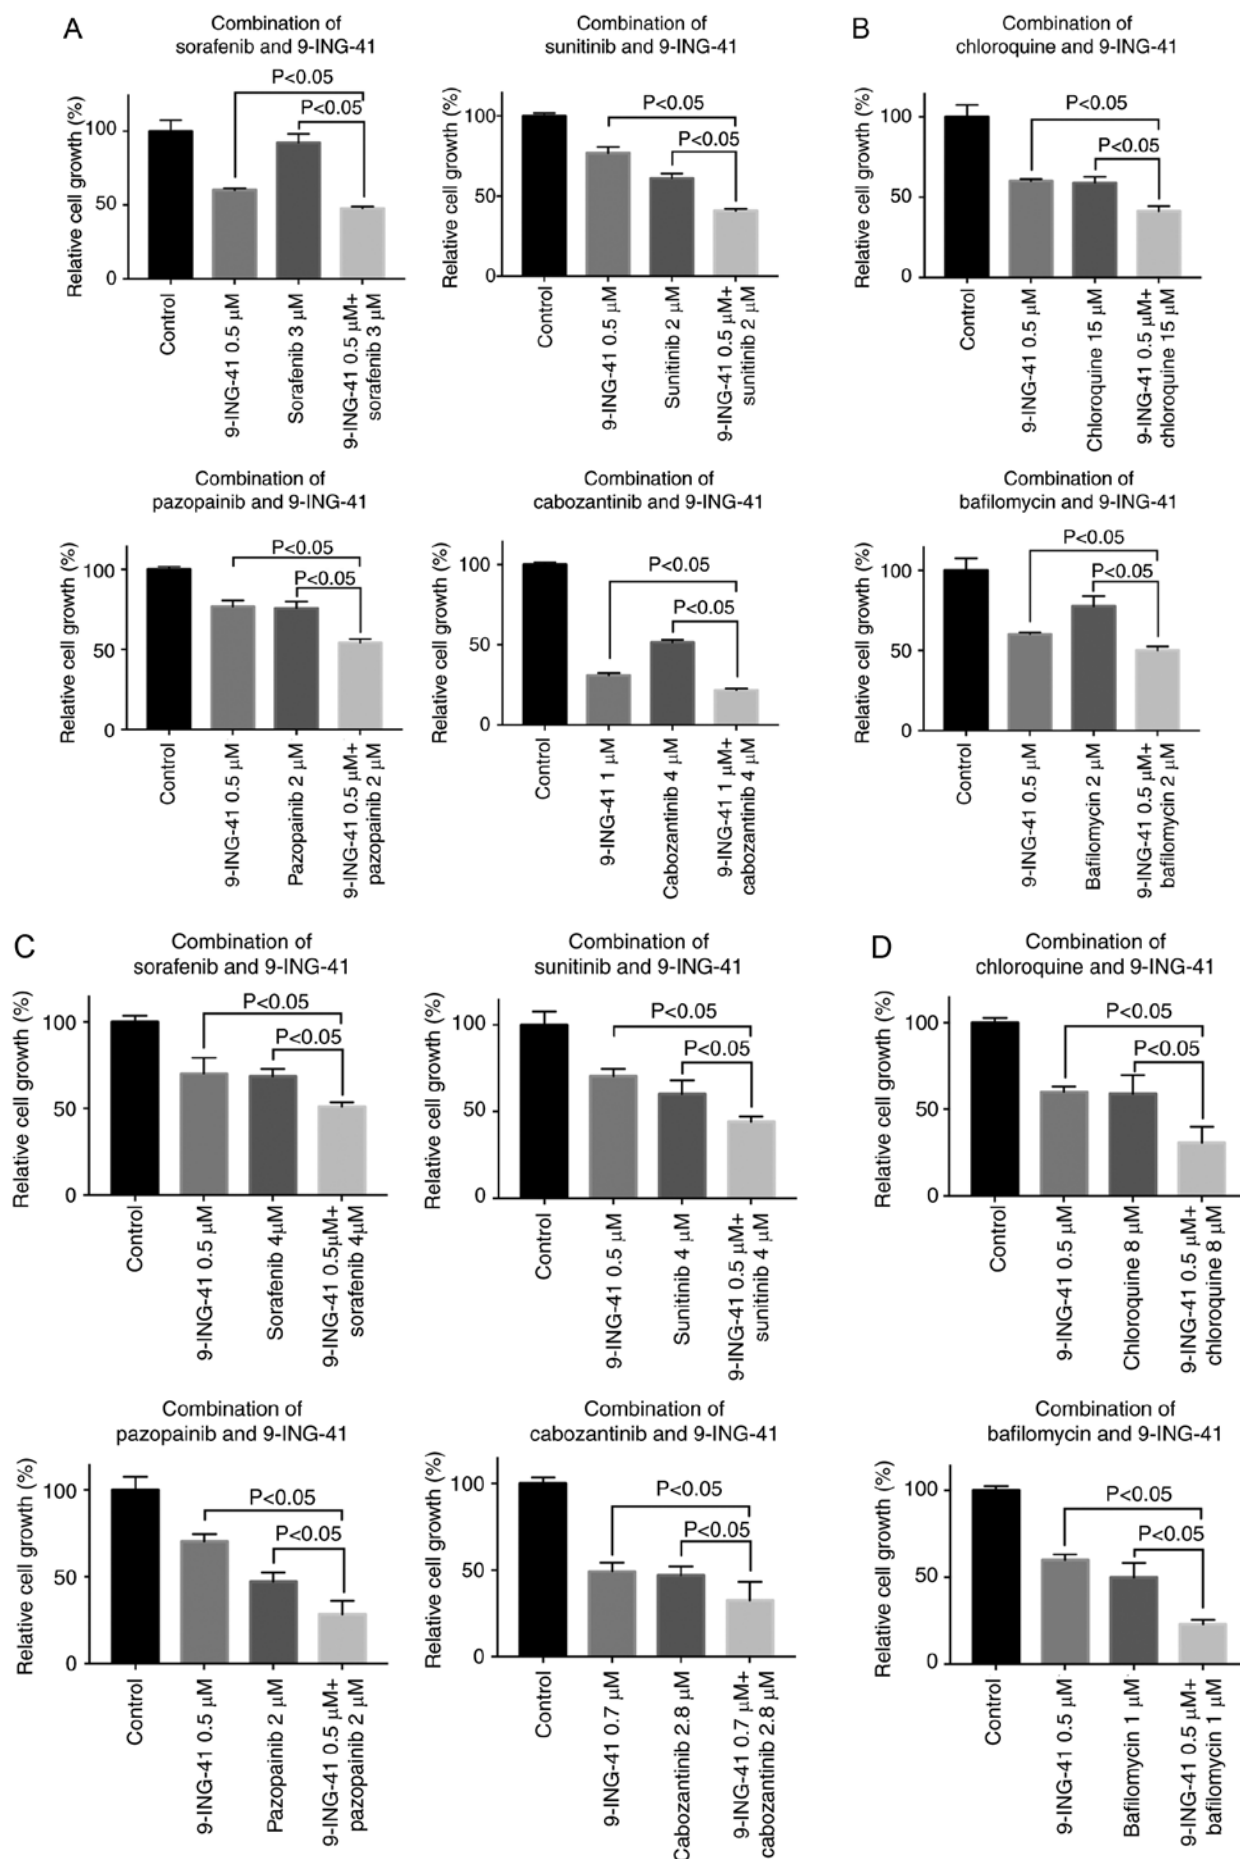 A
Combination of
sorafenib and 9-ING-41
Relative cell growth (%)
100
50
0
P<0.05
P<0.05
Control
9-ING-41 0.5 µM
Sorafenib 3 µM
9-ING-41 0.5 µM+
sorafenib 3 µM
Combination of
sunitinib and 9-ING-41
Relative cell growth (%)
100
50
0
P<0.05
P<0.05
Control
9-ING-41 0.5 µM
Sunitinib 2 µM
9-ING-41 0.5 µM+
sunitinib 2 µM
B
Combination of
chloroquine and 9-ING-41
Relative cell growth (%)
100
50
0
P<0.05
P<0.05
Control
9-ING-41 0.5 µM
Chloroquine 15 µM
9-ING-41 0.5 µM+
chloroquine 15 µM
Combination of
pazopainib and 9-ING-41
Relative cell growth (%)
100
50
0
P<0.05
P<0.05
Control
9-ING-41 0.5 µM
Pazopainib 2 µM
9-ING-41 0.5 µM+
pazopainib 2 µM
Combination of
cabozantinib and 9-ING-41
Relative cell growth (%)
100
50
0
P<0.05
P<0.05
Control
9-ING-41 1 µM
Cabozantinib 4 µM
9-ING-41 1 µM+
cabozantinib 4 µM
Combination of
bafilomycin and 9-ING-41
Relative cell growth (%)
100
50
0
P<0.05
P<0.05
Control
9-ING-41 0.5 µM
Bafilomycin 2 µM
9-ING-41 0.5 µM+
bafilomycin 2 µM
C
Combination of
sorafenib and 9-ING-41
Relative cell growth (%)
100
50
0
P<0.05
P<0.05
Control
9-ING-41 0.5 µM
Sorafenib 4µM
9-ING-41 0.5µM+
sorafenib 4µM
Combination of
sunitinib and 9-ING-41
Relative cell growth (%)
100
50
0
P<0.05
P<0.05
Control
9-ING-41 0.5 µM
Sunitinib 4 µM
9-ING-41 0.5 µM+
sunitinib 4 µM
D
Combination of
chloroquine and 9-ING-41
Relative cell growth (%)
100
50
0
P<0.05
P<0.05
Control
9-ING-41 0.5 µM
Chloroquine 8 µM
9-ING-41 0.5 µM+
chloroquine 8 µM
Combination of
pazopainib and 9-ING-41
Relative cell growth (%)
100
50
0
P<0.05
P<0.05
Control
9-ING-41 0.5 µM
Pazopainib 2 µM
9-ING-41 0.5 µM+
pazopainib 2 µM
Combination of
cabozantinib and 9-ING-41
Relative cell growth (%)
100
50
0
P<0.05
P<0.05
Control
9-ING-41 0.7 µM
Cabozantinib 2.8 µM
9-ING-41 0.7 µM+
cabozantinib 2.8 µM
Combination of
bafilomycin and 9-ING-41
Relative cell growth (%)
100
50
0
P<0.05
P<0.05
Control
9-ING-41 0.5 µM
Bafilomycin 1 µM
9-ING-41 0.5 µM+
bafilomycin 1 µM